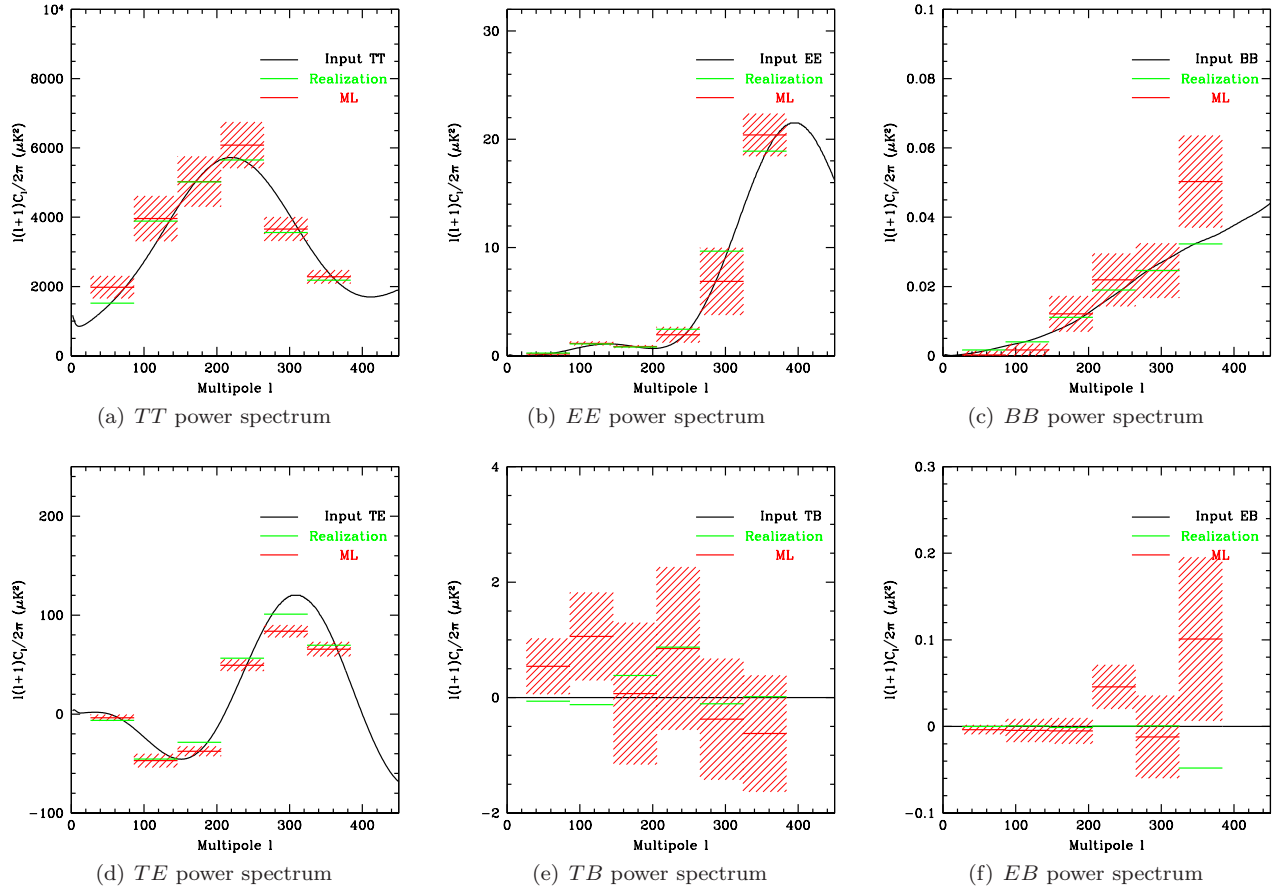 10⁴
8000
6000
4000
2000
0
l(l+1)Cₗ/2π (μK²)
Input TT
Realization
ML
0 100 200 300 400
Multipole l
(a) TT power spectrum
30
20
10
0
l(l+1)Cₗ/2π (μK²)
Input EE
Realization
ML
0 100 200 300 400
Multipole l
(b) EE power spectrum
0.1
0.08
0.06
0.04
0.02
0
l(l+1)Cₗ/2π (μK²)
Input BB
Realization
ML
0 100 200 300 400
Multipole l
(c) BB power spectrum
200
100
0
−100
l(l+1)Cₗ/2π (μK²)
Input TE
Realization
ML
0 100 200 300 400
Multipole l
(d) TE power spectrum
4
2
0
−2
l(l+1)Cₗ/2π (μK²)
Input TB
Realization
ML
0 100 200 300 400
Multipole l
(e) TB power spectrum
0.3
0.2
0.1
0
−0.1
l(l+1)Cₗ/2π (μK²)
Input EB
Realization
ML
0 100 200 300 400
Multipole l
(f) EB power spectrum